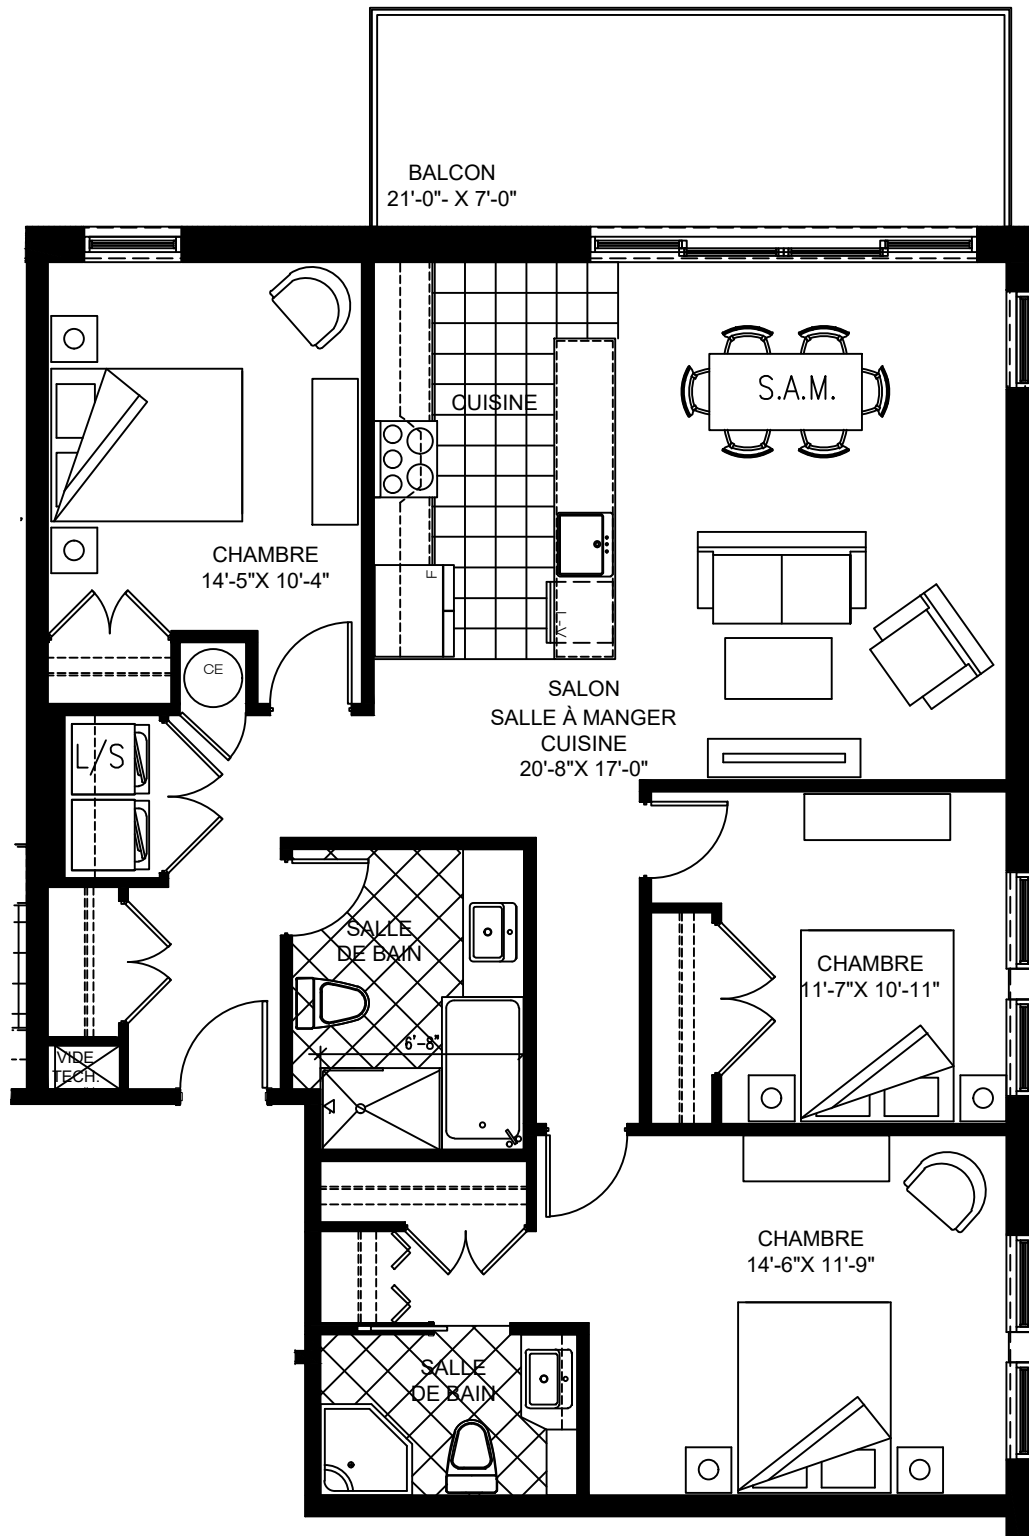 BALCON
21'-0"- X 7'-0"
CUISINE
S.A.M.
CHAMBRE
14'-5"X 10'-4"
F
L-V
CE
SALON
SALLE À MANGER
CUISINE
20'-8"X 17'-0"
L/S
SALLE
DE BAIN
CHAMBRE
11'-7"X 10'-11"
6'-8"
VIDE
TECH.
CHAMBRE
14'-6"X 11'-9"
SALLE
DE BAIN